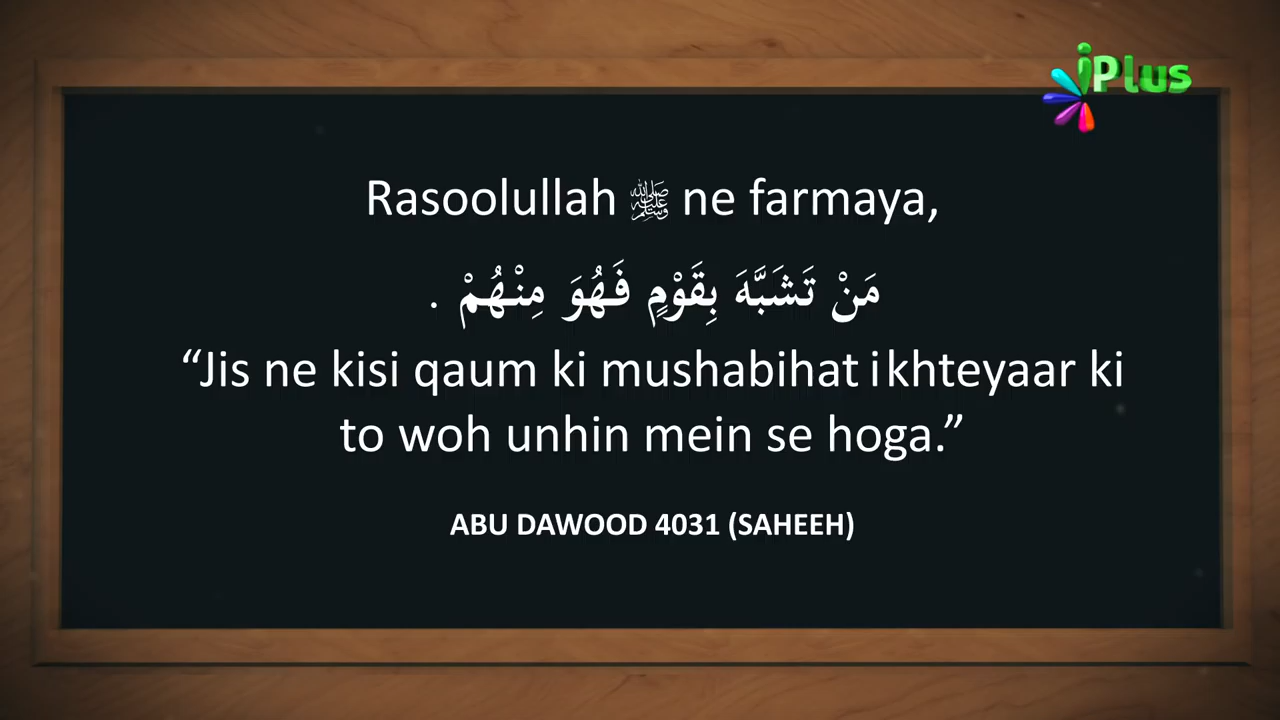 iPlus
Rasoolullah ﷺ ne farmaya,
مَنْ تَشَبَّهَ بِقَوْمٍ فَهُوَ مِنْهُمْ .
“Jis ne kisi qaum ki mushabihat ikhteyaar ki
to woh unhin mein se hoga.”
ABU DAWOOD 4031 (SAHEEH)